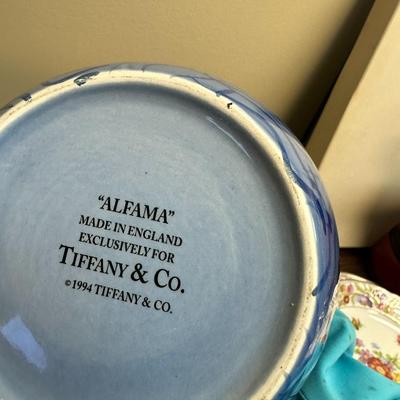 "ALFAMA"
MADE IN ENGLAND
EXCLUSIVELY FOR
TIFFANY & CO.
©1994 TIFFANY & CO.